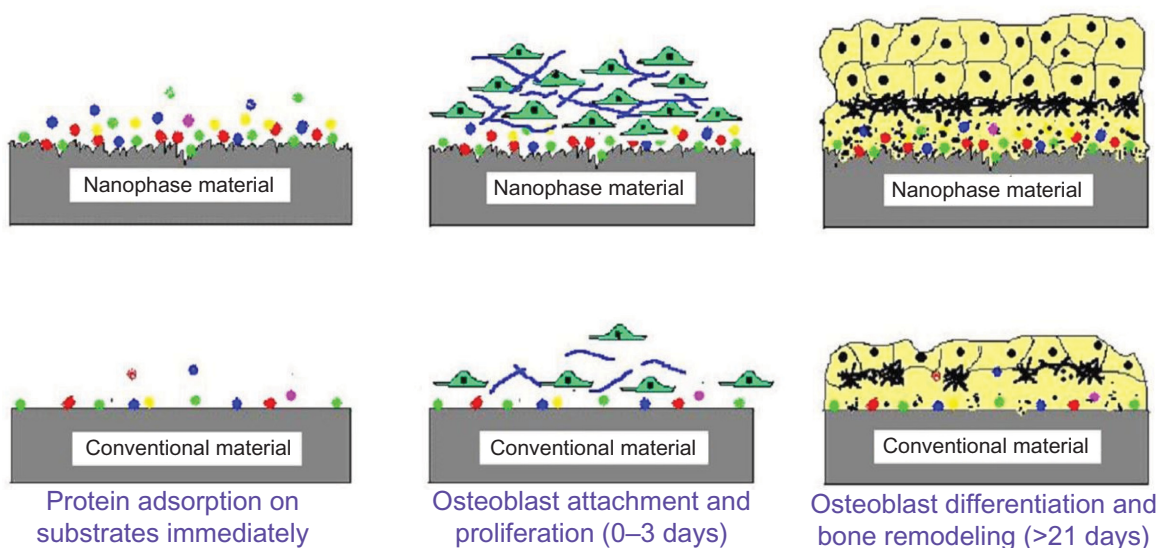 Nanophase material
Nanophase material
Nanophase material
Conventional material
Conventional material
Conventional material
Protein adsorption on
substrates immediately
Osteoblast attachment and
proliferation (0–3 days)
Osteoblast differentiation and
bone remodeling (>21 days)